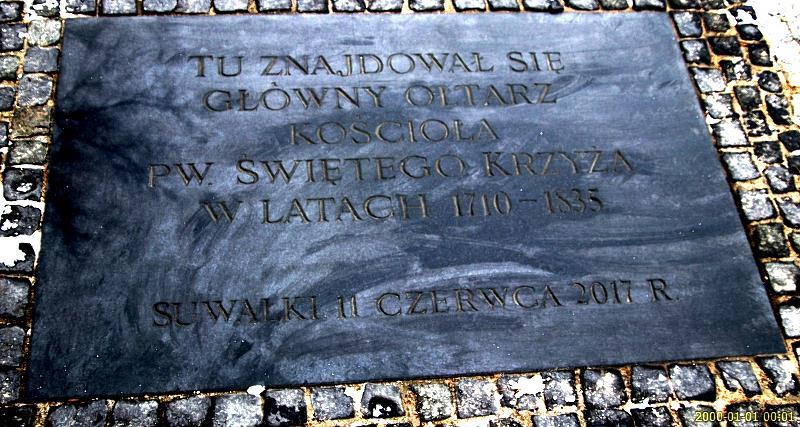 TU ZNAJDOWAŁ SIĘ
GŁÓWNY OŁTARZ
KOŚCIOŁA
PW. ŚWIĘTEGO KRZYŻA
W LATACH 1710 – 1835
SUWAŁKI 11 CZERWCA 2017 R.
2000-01-01 00:01